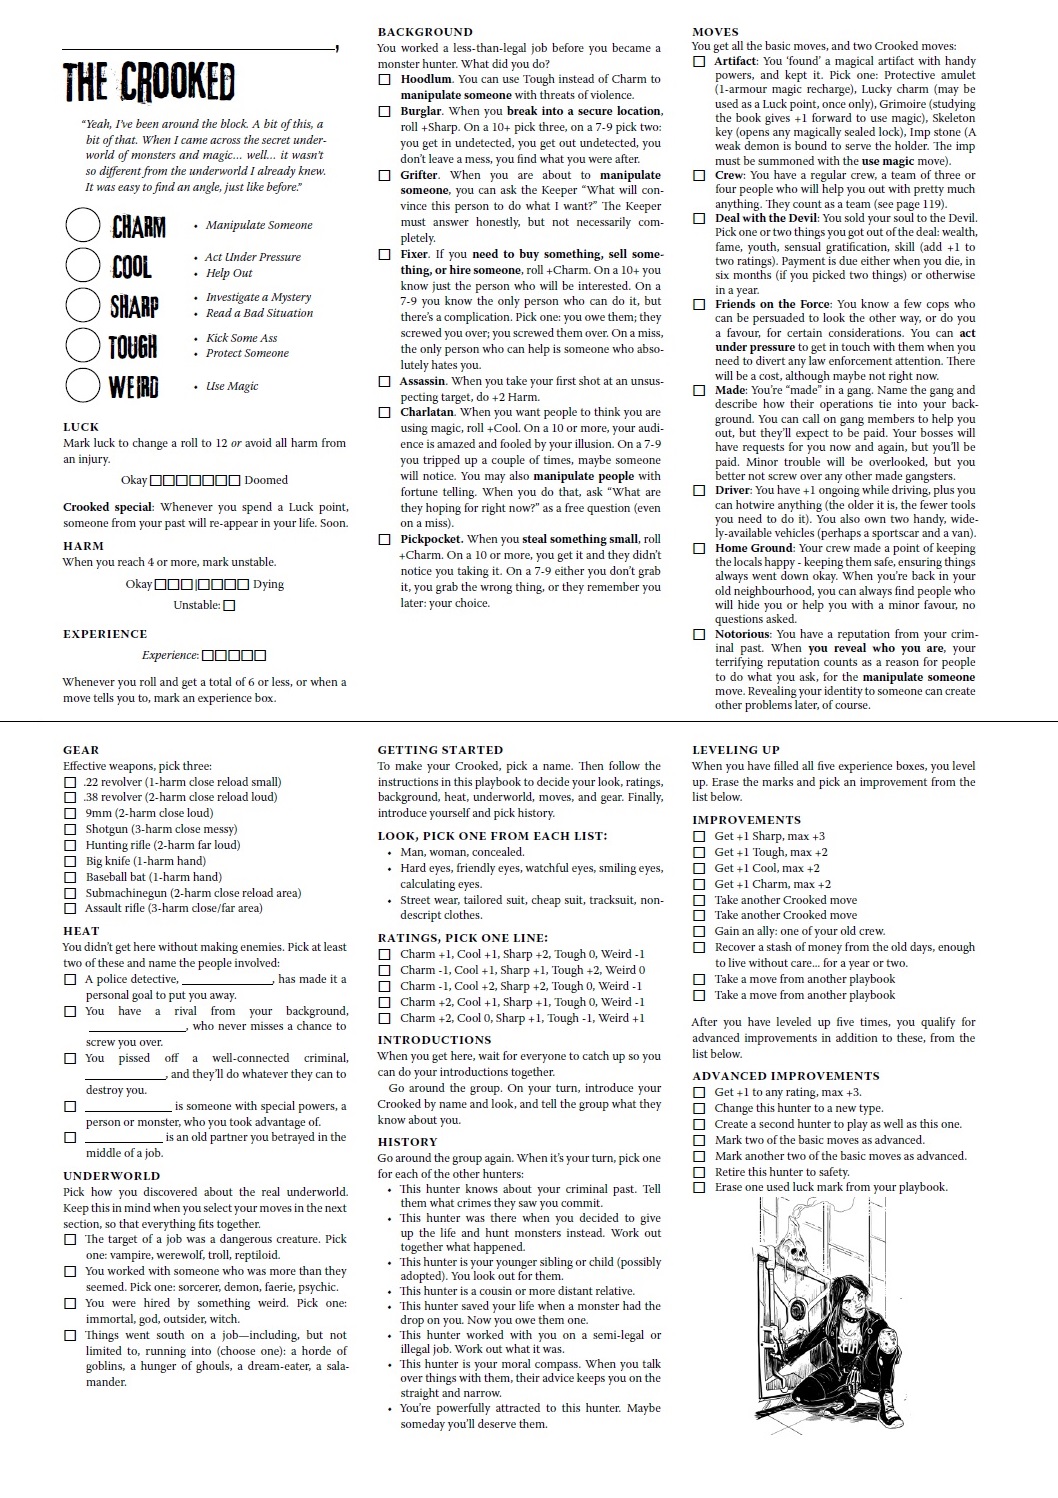 ,
THE CROOKED
“Yeah, I’ve been around the block. A bit of this, a
bit of that. When I came across the secret under-
world of monsters and magic... well... it wasn’t
so different from the underworld I already knew.
It was easy to find an angle, just like before.”
CHARM
• Manipulate Someone
COOL
• Act Under Pressure
• Help Out
SHARP
• Investigate a Mystery
• Read a Bad Situation
TOUGH
• Kick Some Ass
• Protect Someone
WEIRD
• Use Magic
LUCK
Mark luck to change a roll to 12 or avoid all harm from
an injury.
Okay □□□□□□□ Doomed
Crooked special: Whenever you spend a Luck point,
someone from your past will re-appear in your life. Soon.
HARM
When you reach 4 or more, mark unstable.
Okay □□□|□□□□ Dying
Unstable: □
EXPERIENCE
Experience: □□□□□
Whenever you roll and get a total of 6 or less, or when a
move tells you to, mark an experience box.
BACKGROUND
You worked a less-than-legal job before you became a
monster hunter. What did you do?
□ Hoodlum. You can use Tough instead of Charm to
manipulate someone with threats of violence.
□ Burglar. When you break into a secure location,
roll +Sharp. On a 10+ pick three, on a 7-9 pick two:
you get in undetected, you get out undetected, you
don’t leave a mess, you find what you were after.
□ Grifter. When you are about to manipulate
someone, you can ask the Keeper “What will con-
vince this person to do what I want?” The Keeper
must answer honestly, but not necessarily com-
pletely.
□ Fixer. If you need to buy something, sell some-
thing, or hire someone, roll +Charm. On a 10+ you
know just the person who will be interested. On a
7-9 you know the only person who can do it, but
there’s a complication. Pick one: you owe them; they
screwed you over; you screwed them over. On a miss,
the only person who can help is someone who abso-
lutely hates you.
□ Assassin. When you take your first shot at an unsus-
pecting target, do +2 Harm.
□ Charlatan. When you want people to think you are
using magic, roll +Cool. On a 10 or more, your audi-
ence is amazed and fooled by your illusion. On a 7-9
you tripped up a couple of times, maybe someone
will notice. You may also manipulate people with
fortune telling. When you do that, ask “What are
they hoping for right now?” as a free question (even
on a miss).
□ Pickpocket. When you steal something small, roll
+Charm. On a 10 or more, you get it and they didn’t
notice you taking it. On a 7-9 either you don’t grab
it, you grab the wrong thing, or they remember you
later: your choice.
MOVES
You get all the basic moves, and two Crooked moves:
□ Artifact: You ‘found’ a magical artifact with handy
powers, and kept it. Pick one: Protective amulet
(1-armour magic recharge), Lucky charm (may be
used as a Luck point, once only), Grimoire (studying
the book gives +1 forward to use magic), Skeleton
key (opens any magically sealed lock), Imp stone (A
weak demon is bound to serve the holder. The imp
must be summoned with the use magic move).
□ Crew: You have a regular crew, a team of three or
four people who will help you out with pretty much
anything. They count as a team (see page 119).
□ Deal with the Devil: You sold your soul to the Devil.
Pick one or two things you got out of the deal: wealth,
fame, youth, sensual gratification, skill (add +1 to
two ratings). Payment is due either when you die, in
six months (if you picked two things) or otherwise
in a year.
□ Friends on the Force: You know a few cops who
can be persuaded to look the other way, or do you
a favour, for certain considerations. You can act
under pressure to get in touch with them when you
need to divert any law enforcement attention. There
will be a cost, although maybe not right now.
□ Made: You’re “made” in a gang. Name the gang and
describe how their operations tie into your back-
ground. You can call on gang members to help you
out, but they’ll expect to be paid. Your bosses will
have requests for you now and again, but you’ll be
paid. Minor trouble will be overlooked, but you
better not screw over any other made gangsters.
□ Driver: You have +1 ongoing while driving, plus you
can hotwire anything (the older it is, the fewer tools
you need to do it). You also own two handy, wide-
ly-available vehicles (perhaps a sportscar and a van).
□ Home Ground: Your crew made a point of keeping
the locals happy - keeping them safe, ensuring things
always went down okay. When you’re back in your
old neighbourhood, you can always find people who
will hide you or help you with a minor favour, no
questions asked.
□ Notorious: You have a reputation from your crim-
inal past. When you reveal who you are, your
terrifying reputation counts as a reason for people
to do what you ask, for the manipulate someone
move. Revealing your identity to someone can create
other problems later, of course.
GEAR
Effective weapons, pick three:
□ .22 revolver (1-harm close reload small)
□ .38 revolver (2-harm close reload loud)
□ 9mm (2-harm close loud)
□ Shotgun (3-harm close messy)
□ Hunting rifle (2-harm far loud)
□ Big knife (1-harm hand)
□ Baseball bat (1-harm hand)
□ Submachinegun (2-harm close reload area)
□ Assault rifle (3-harm close/far area)
HEAT
You didn’t get here without making enemies. Pick at least
two of these and name the people involved:
□ A police detective, ______________, has made it a
personal goal to put you away.
□ You have a rival from your background,
______________, who never misses a chance to
screw you over.
□ You pissed off a well-connected criminal,
____________, and they’ll do whatever they can to
destroy you.
□ ____________ is someone with special powers, a
person or monster, who you took advantage of.
□ ____________ is an old partner you betrayed in the
middle of a job.
UNDERWORLD
Pick how you discovered about the real underworld.
Keep this in mind when you select your moves in the next
section, so that everything fits together.
□ The target of a job was a dangerous creature. Pick
one: vampire, werewolf, troll, reptiloid.
□ You worked with someone who was more than they
seemed. Pick one: sorcerer, demon, faerie, psychic.
□ You were hired by something weird. Pick one:
immortal, god, outsider, witch.
□ Things went south on a job—including, but not
limited to, running into (choose one): a horde of
goblins, a hunger of ghouls, a dream-eater, a sala-
mander.
GETTING STARTED
To make your Crooked, pick a name. Then follow the
instructions in this playbook to decide your look, ratings,
background, heat, underworld, moves, and gear. Finally,
introduce yourself and pick history.
LOOK, PICK ONE FROM EACH LIST:
• Man, woman, concealed.
• Hard eyes, friendly eyes, watchful eyes, smiling eyes,
calculating eyes.
• Street wear, tailored suit, cheap suit, tracksuit, non-
descript clothes.
RATINGS, PICK ONE LINE:
□ Charm +1, Cool +1, Sharp +2, Tough 0, Weird -1
□ Charm -1, Cool +1, Sharp +1, Tough +2, Weird 0
□ Charm -1, Cool +2, Sharp +2, Tough 0, Weird -1
□ Charm +2, Cool +1, Sharp +1, Tough 0, Weird -1
□ Charm +2, Cool 0, Sharp +1, Tough -1, Weird +1
INTRODUCTIONS
When you get here, wait for everyone to catch up so you
can do your introductions together.
Go around the group. On your turn, introduce your
Crooked by name and look, and tell the group what they
know about you.
HISTORY
Go around the group again. When it’s your turn, pick one
for each of the other hunters:
• This hunter knows about your criminal past. Tell
them what crimes they saw you commit.
• This hunter was there when you decided to give
up the life and hunt monsters instead. Work out
together what happened.
• This hunter is your younger sibling or child (possibly
adopted). You look out for them.
• This hunter is a cousin or more distant relative.
• This hunter saved your life when a monster had the
drop on you. Now you owe them one.
• This hunter worked with you on a semi-legal or
illegal job. Work out what it was.
• This hunter is your moral compass. When you talk
over things with them, their advice keeps you on the
straight and narrow.
• You’re powerfully attracted to this hunter. Maybe
someday you’ll deserve them.
LEVELING UP
When you have filled all five experience boxes, you level
up. Erase the marks and pick an improvement from the
list below.
IMPROVEMENTS
□ Get +1 Sharp, max +3
□ Get +1 Tough, max +2
□ Get +1 Cool, max +2
□ Get +1 Charm, max +2
□ Take another Crooked move
□ Take another Crooked move
□ Gain an ally: one of your old crew.
□ Recover a stash of money from the old days, enough
to live without care... for a year or two.
□ Take a move from another playbook
□ Take a move from another playbook
After you have leveled up five times, you qualify for
advanced improvements in addition to these, from the
list below.
ADVANCED IMPROVEMENTS
□ Get +1 to any rating, max +3.
□ Change this hunter to a new type.
□ Create a second hunter to play as well as this one.
□ Mark two of the basic moves as advanced.
□ Mark another two of the basic moves as advanced.
□ Retire this hunter to safety.
□ Erase one used luck mark from your playbook.